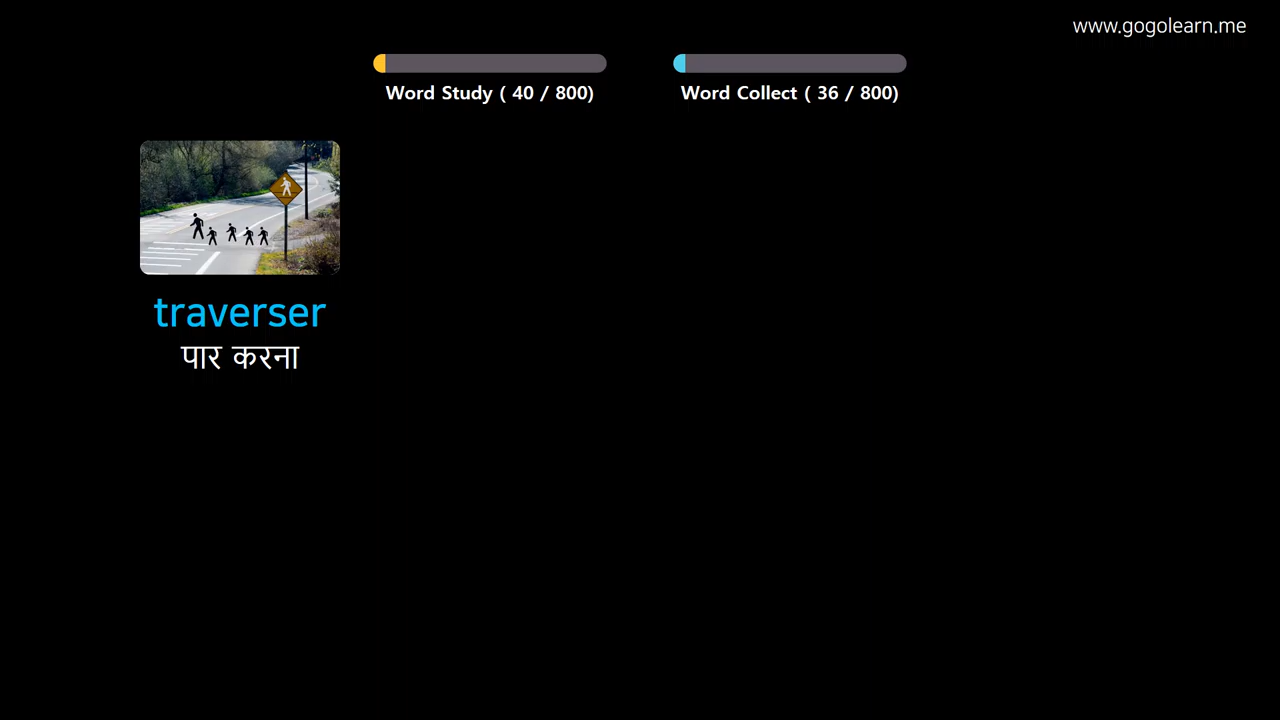 www.gogolearn.me
Word Study ( 40 / 800)
Word Collect ( 36 / 800)
traverser
पार करना